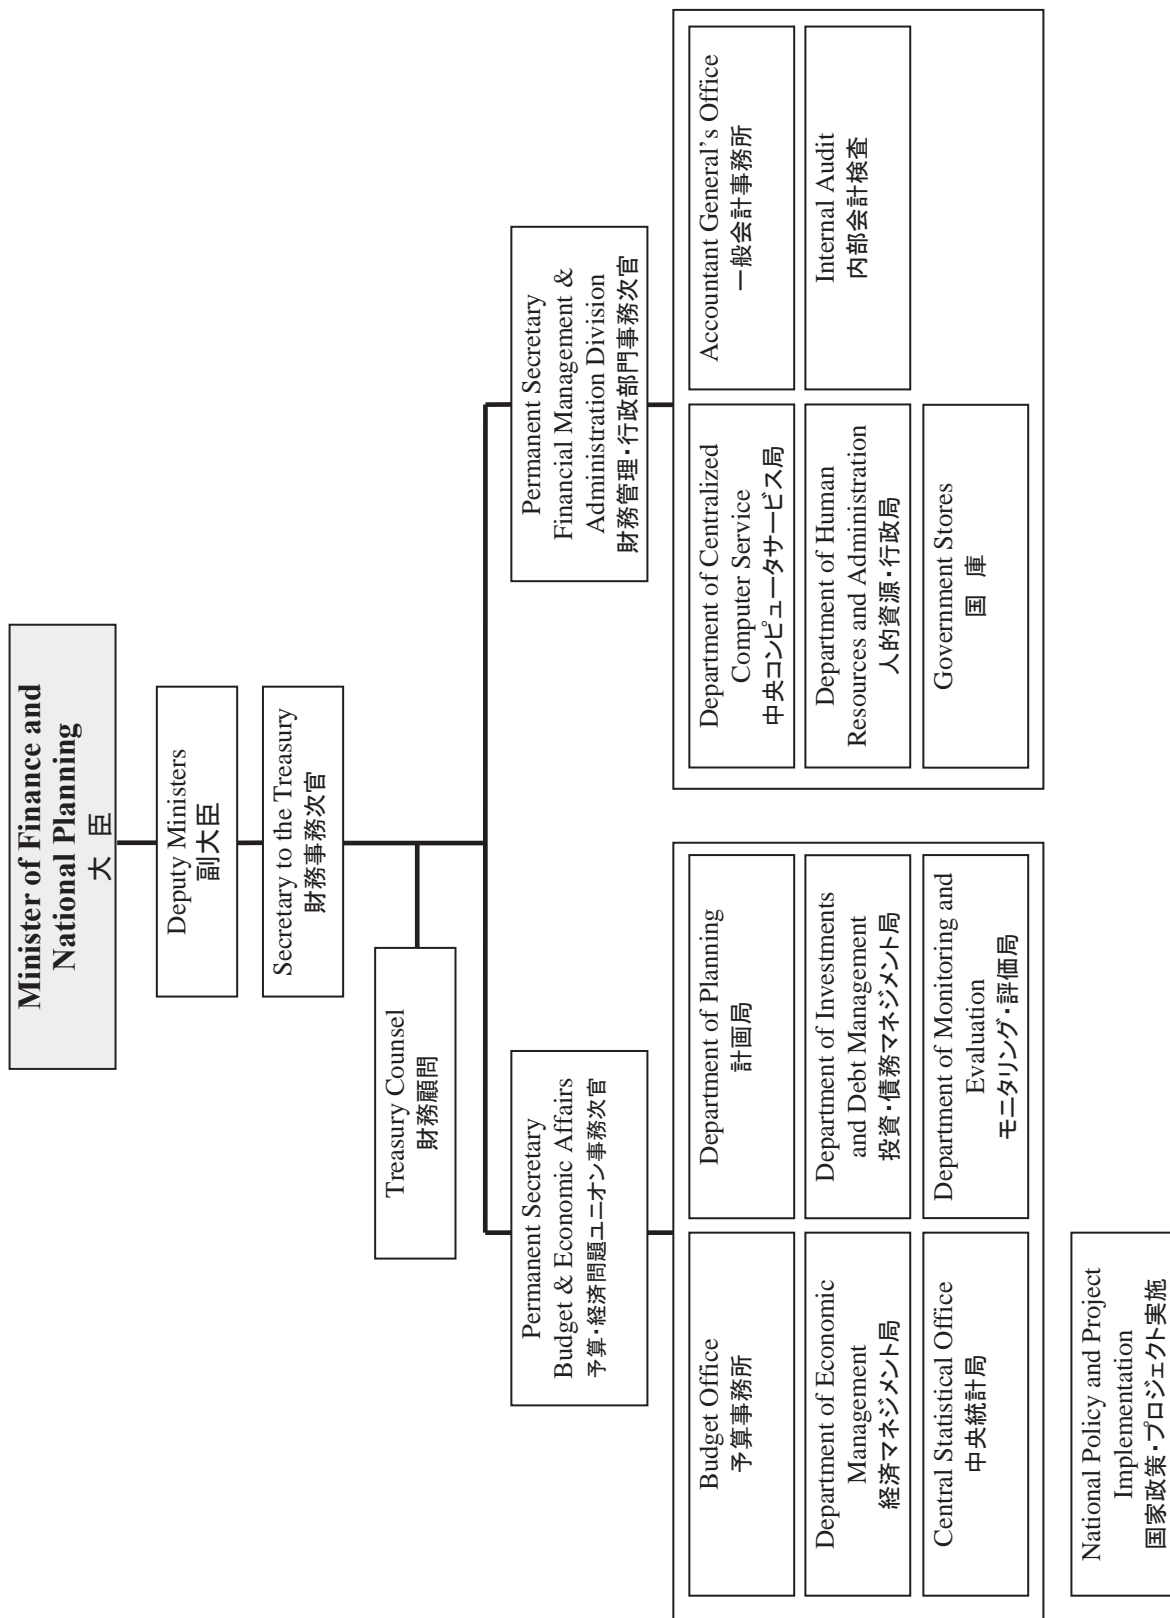 Minister of Finance and
National Planning
大 臣
Deputy Ministers
副大臣
Secretary to the Treasury
財務事務次官
Treasury Counsel
財務顧問
Permanent Secretary
Budget & Economic Affairs
予算・経済問題ユニオン事務次官
Permanent Secretary
Financial Management &
Administration Division
財務管理・行政部門事務次官
Budget Office
予算事務所
Department of Planning
計画局
Department of Economic
Management
経済マネジメント局
Department of Investments
and Debt Management
投資・債務マネジメント局
Central Statistical Office
中央統計局
Department of Monitoring and
Evaluation
モニタリング・評価局
National Policy and Project
Implementation
国家政策・プロジェクト実施
Department of Centralized
Computer Service
中央コンピュータサービス局
Accountant General's Office
一般会計事務所
Department of Human
Resources and Administration
人的資源・行政局
Internal Audit
内部会計検査
Government Stores
国 庫